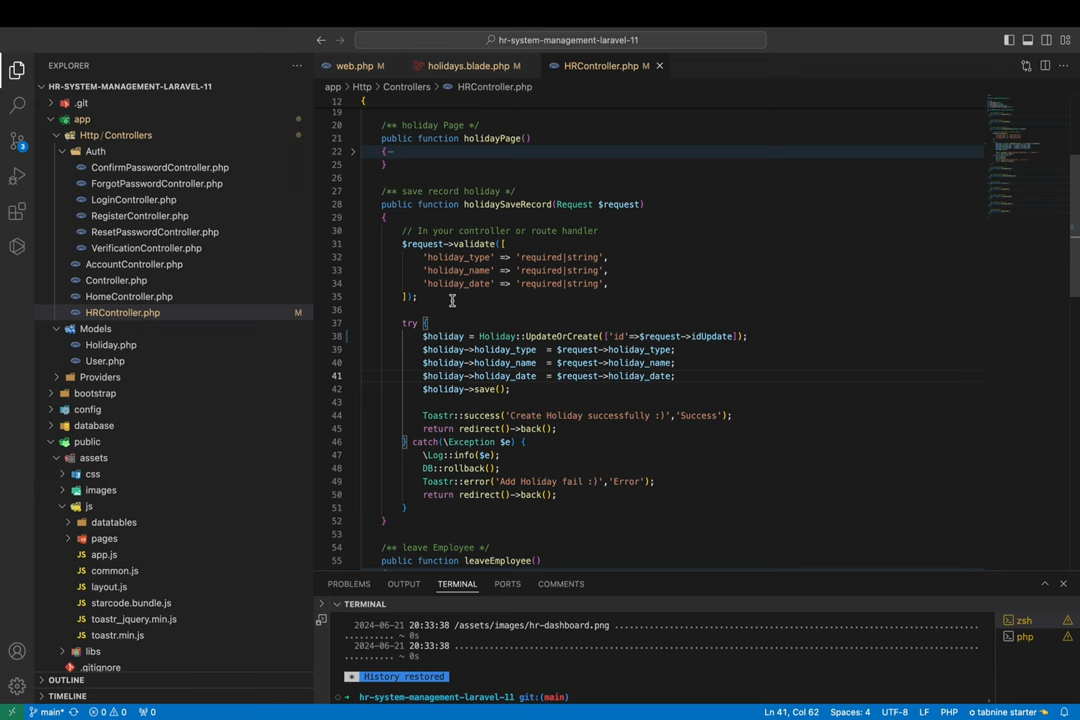 hr-system-management-laravel-11
EXPLORER
web.php M
holidays.blade.php M
HRController.php M
HR-SYSTEM-MANAGEMENT-LARAVEL-11
.git
app
Http/Controllers
Auth
ConfirmPasswordController.php
ForgotPasswordController.php
LoginController.php
RegisterController.php
ResetPasswordController.php
VerificationController.php
AccountController.php
Controller.php
HomeController.php
HRController.php M
Models
Holiday.php
User.php
Providers
bootstrap
config
database
public
assets
css
images
js
datatables
pages
app.js
common.js
layout.js
starcode.bundle.js
toastr_jquery.min.js
toastr.min.js
libs
.gitignore
OUTLINE
TIMELINE
3
app > Http > Controllers > HRController.php
12 {
19
20 /** holiday Page */
21 public function holidayPage()
22 {
25 }
26
27 /** save record holiday */
28 public function holidaySaveRecord(Request $request)
29 {
30 // In your controller or route handler
31 $request->validate([
32 'holiday_type' => 'required|string',
33 'holiday_name' => 'required|string',
34 'holiday_date' => 'required|string',
35 ]);
36
37 try {
38 $holiday = Holiday::UpdateOrCreate(['id'=>$request->idUpdate]);
39 $holiday->holiday_type = $request->holiday_type;
40 $holiday->holiday_name = $request->holiday_name;
41 $holiday->holiday_date = $request->holiday_date;
42 $holiday->save();
43
44 Toastr::success('Create Holiday successfully :)','Success');
45 return redirect()->back();
46 } catch(\Exception $e) {
47 \Log::info($e);
48 DB::rollback();
49 Toastr::error('Add Holiday fail :)','Error');
50 return redirect()->back();
51 }
52 }
53
54 /** leave Employee */
55 public function leaveEmployee()
PROBLEMS OUTPUT TERMINAL PORTS COMMENTS
TERMINAL
2024-06-21 20:33:38 /assets/images/hr-dashboard.png ................................
.......... ~ 0s
2024-06-21 20:33:38 ................................
.......... ~ 0s
* History restored
hr-system-management-laravel-11 git:(main)
zsh
php
main* 0 0 0 Ln 41, Col 62 Spaces: 4 UTF-8 LF PHP tabnine starter